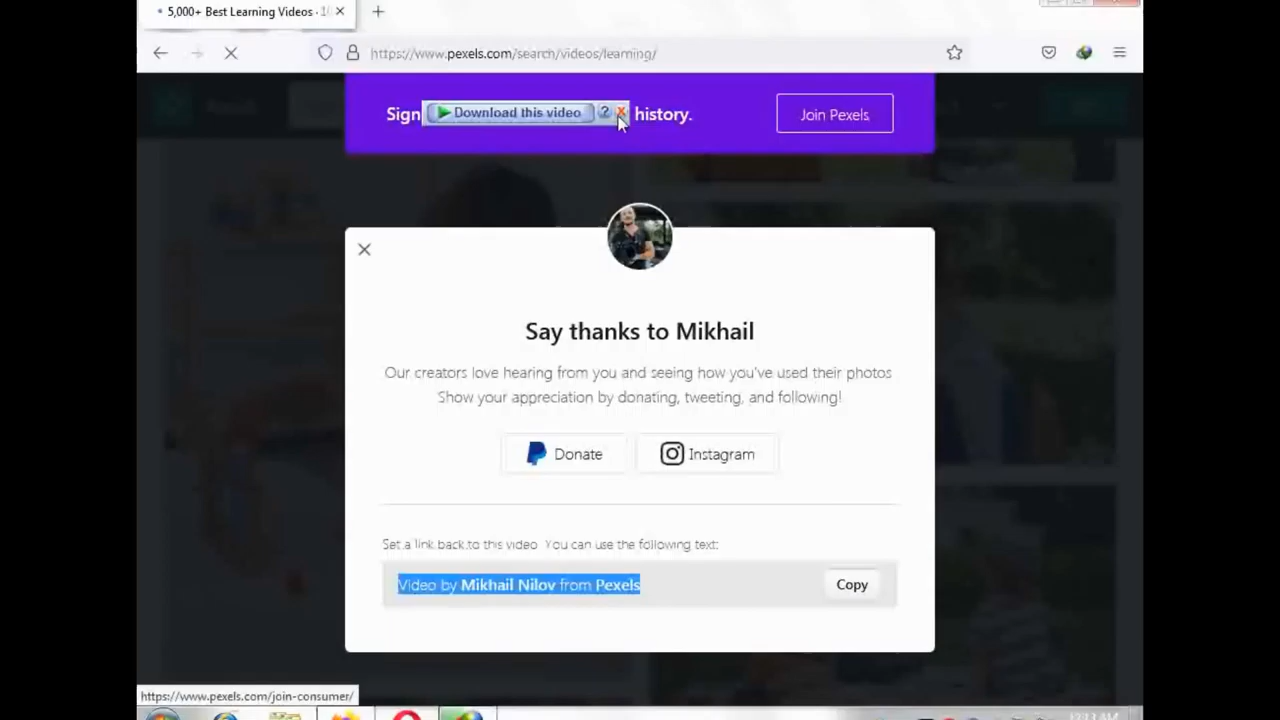 5,000+ Best Learning Videos · 10
https://www.pexels.com/search/videos/learning/
Sign Download this video ? history.
Join Pexels
Say thanks to Mikhail
Our creators love hearing from you and seeing how you've used their photos
Show your appreciation by donating, tweeting, and following!
Donate
Instagram
Set a link back to this video. You can use the following text:
Video by Mikhail Nilov from Pexels
Copy
https://www.pexels.com/join-consumer/